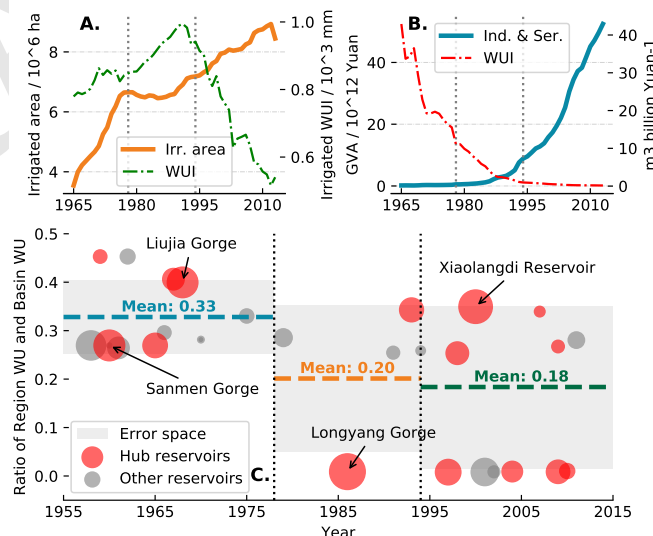 A.
Irrigated area / 10^6 ha
8
6
4
1.0
0.8
0.6
Irrigated WUI / 10^3 mm
Irr. area
WUI
1965
1980
1995
2010
B.
GVA / 10^12 Yuan
40
20
0
40
30
20
10
0
m3 billion Yuan-1
Ind. & Ser.
WUI
1965
1980
1995
2010
Ratio of Region WU and Basin WU
0.5
0.4
0.3
0.2
0.1
0.0
Liujia Gorge
Xiaolangdi Reservoir
Mean: 0.33
Mean: 0.20
Mean: 0.18
Sanmen Gorge
Longyang Gorge
Error space
Hub reservoirs
Other reservoirs
C.
1955
1965
1975
1985
1995
2005
2015
Year